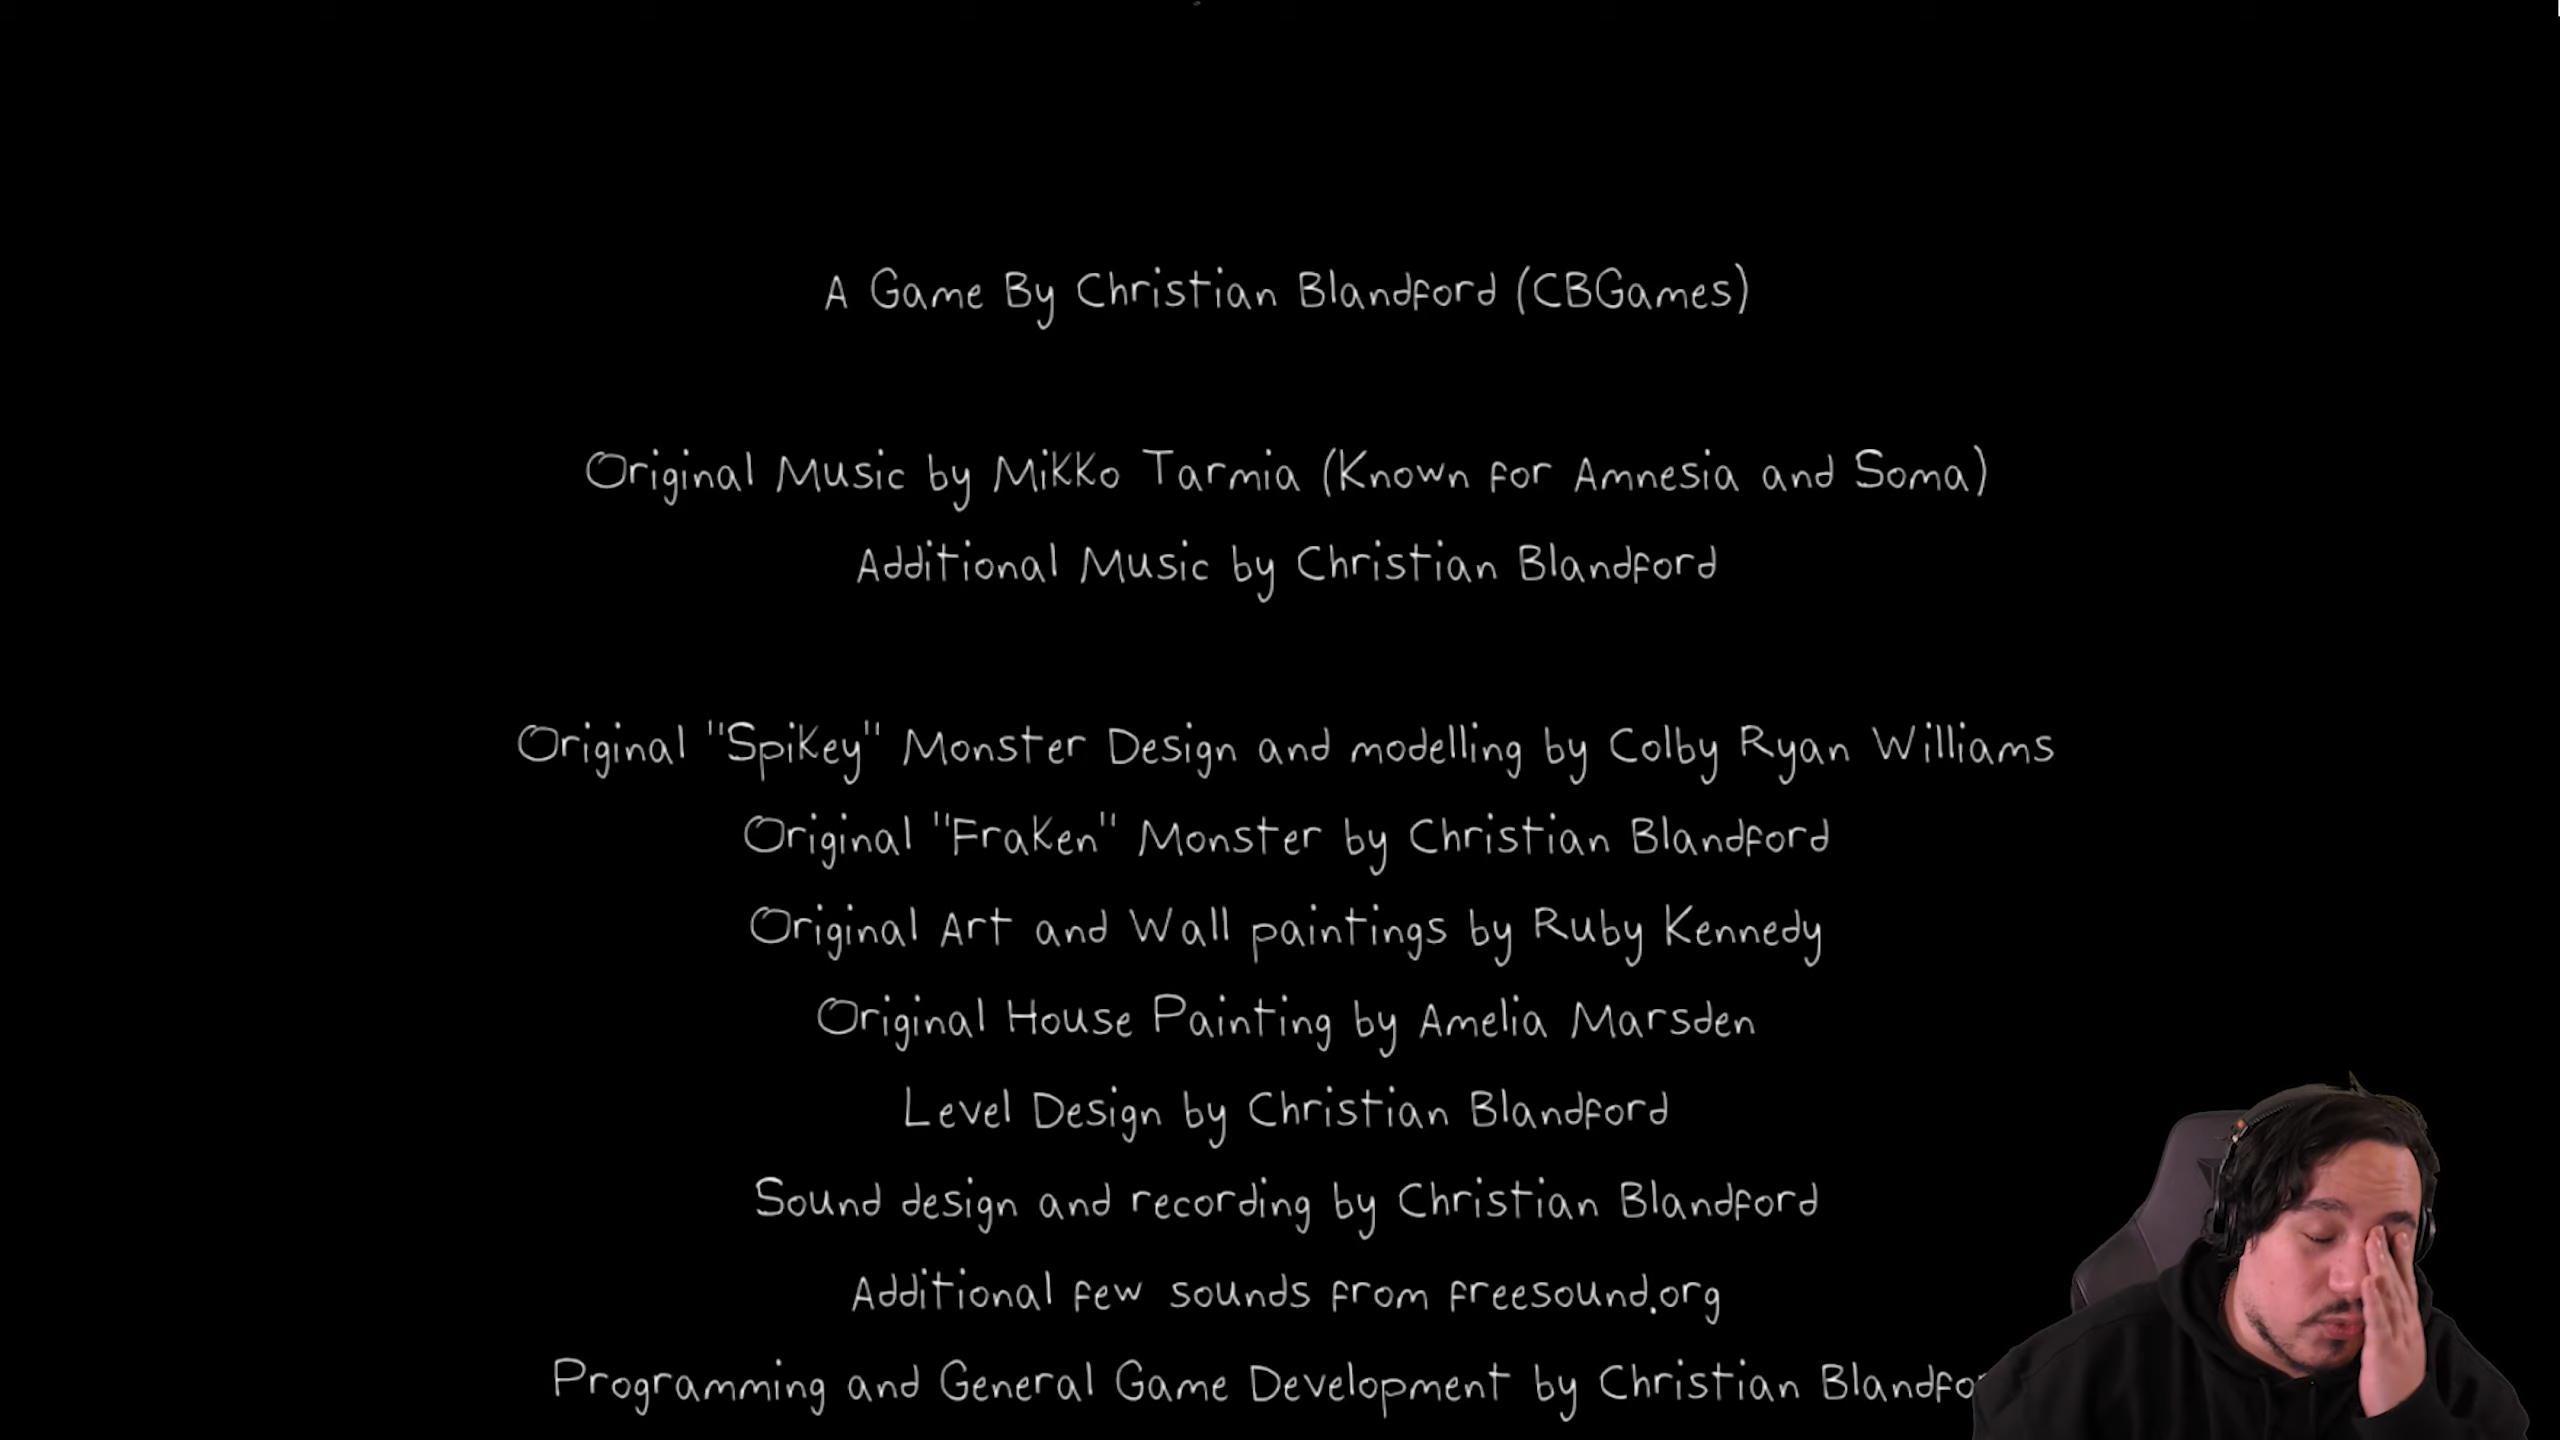 A Game By Christian Blandford (CBGames)
Original Music by Mikko Tarmia (Known for Amnesia and Soma)
Additional Music by Christian Blandford
Original "Spikey" Monster Design and modelling by Colby Ryan Williams
Original "Fraken" Monster by Christian Blandford
Original Art and Wall paintings by Ruby Kennedy
Original House Painting by Amelia Marsden
Level Design by Christian Blandford
Sound design and recording by Christian Blandford
Additional few sounds from freesound.org
Programming and General Game Development by Christian